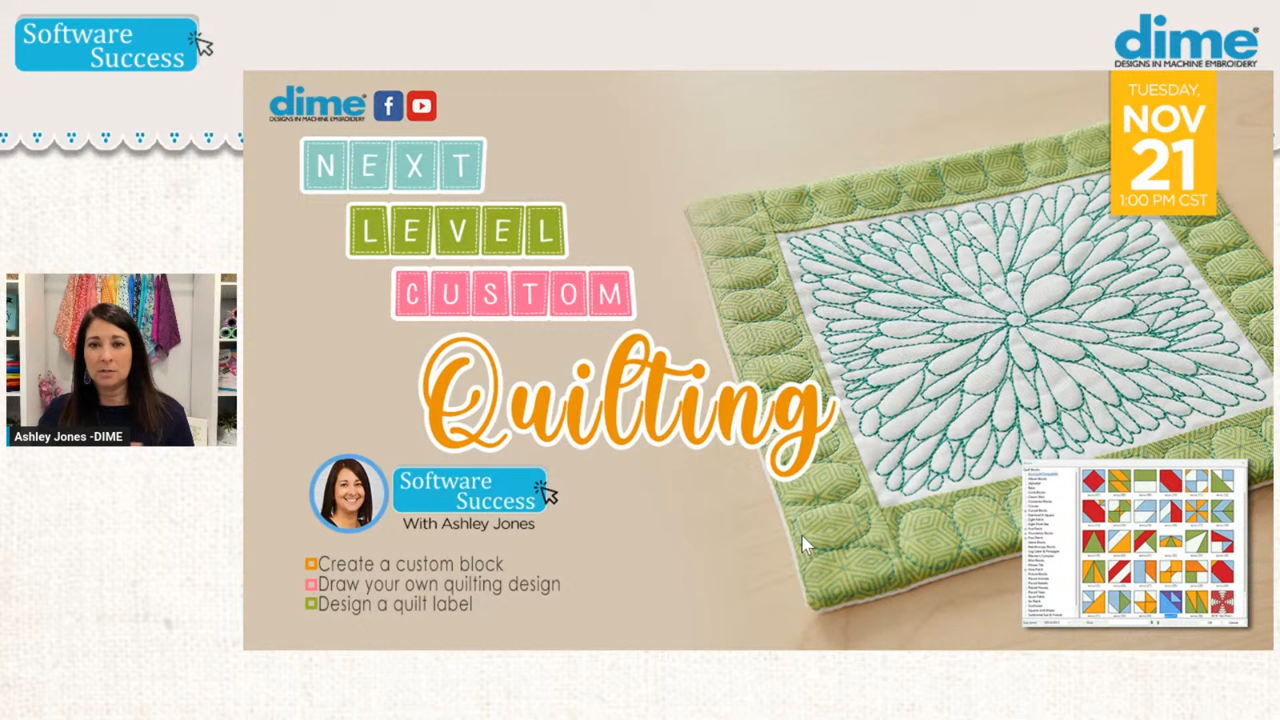 Software
Success
dime
DESIGNS IN MACHINE EMBROIDERY
dime
DESIGNS IN MACHINE EMBROIDERY
TUESDAY,
NOV
21
1:00 PM CST
NEXT
LEVEL
CUSTOM
Quilting
Software
Success
With Ashley Jones
Create a custom block
Draw your own quilting design
Design a quilt label
Ashley Jones -DIME